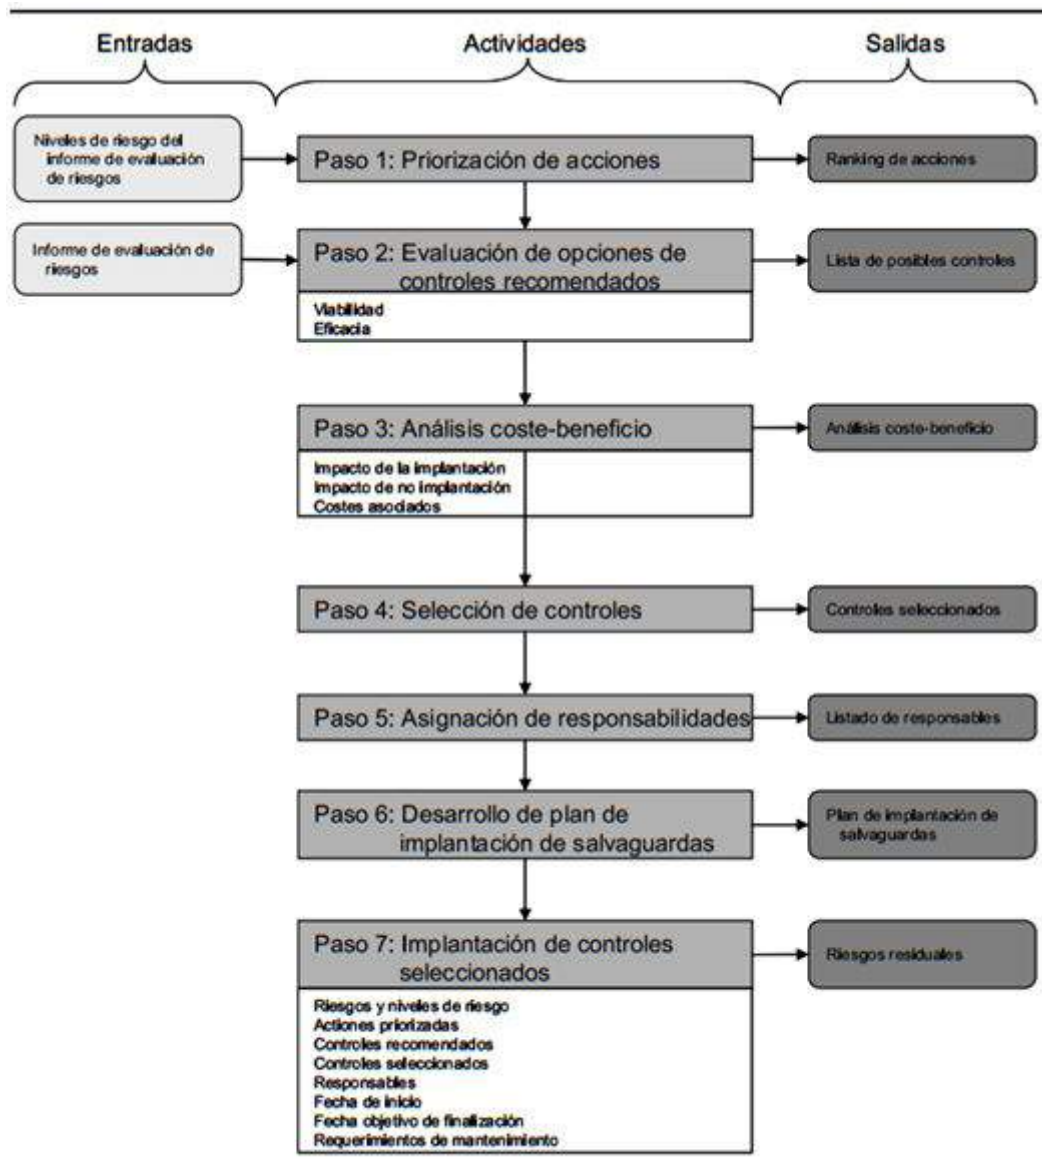 Entradas
Actividades
Salidas
Niveles de riesgo del
informe de evaluación
de riesgos
Paso 1: Priorización de acciones
Ranking de acciones
Informe de evaluación de
riesgos
Paso 2: Evaluación de opciones de
controles recomendados
Viabilidad
Eficacia
Lista de posibles controles
Paso 3: Análisis coste-beneficio
Impacto de la implantación
Impacto de no implantación
Costes asociados
Análisis coste-beneficio
Paso 4: Selección de controles
Controles seleccionados
Paso 5: Asignación de responsabilidades
Listado de responsables
Paso 6: Desarrollo de plan de
implantación de salvaguardas
Plan de implantación de
salvaguardas
Paso 7: Implantación de controles
seleccionados
Riesgos residuales
Riesgos y niveles de riesgo
Actiones priorizadas
Controles recomendados
Controles seleccionados
Responsables
Fecha de inicio
Fecha objetivo de finalización
Requerimientos de mantenimiento